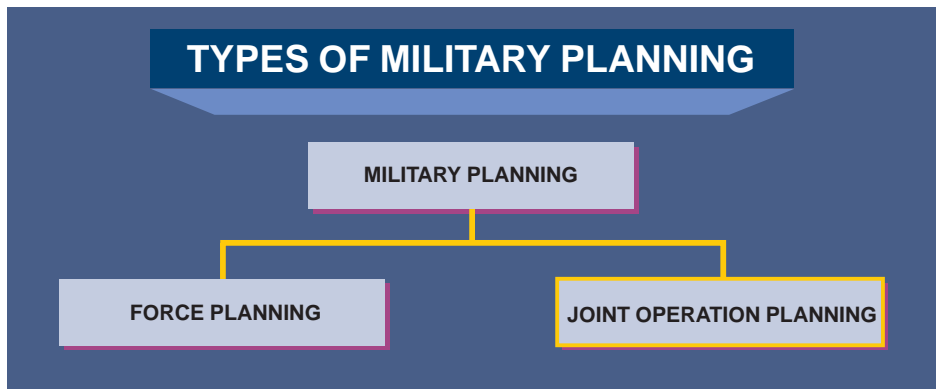 TYPES OF MILITARY PLANNING
MILITARY PLANNING
FORCE PLANNING
JOINT OPERATION PLANNING